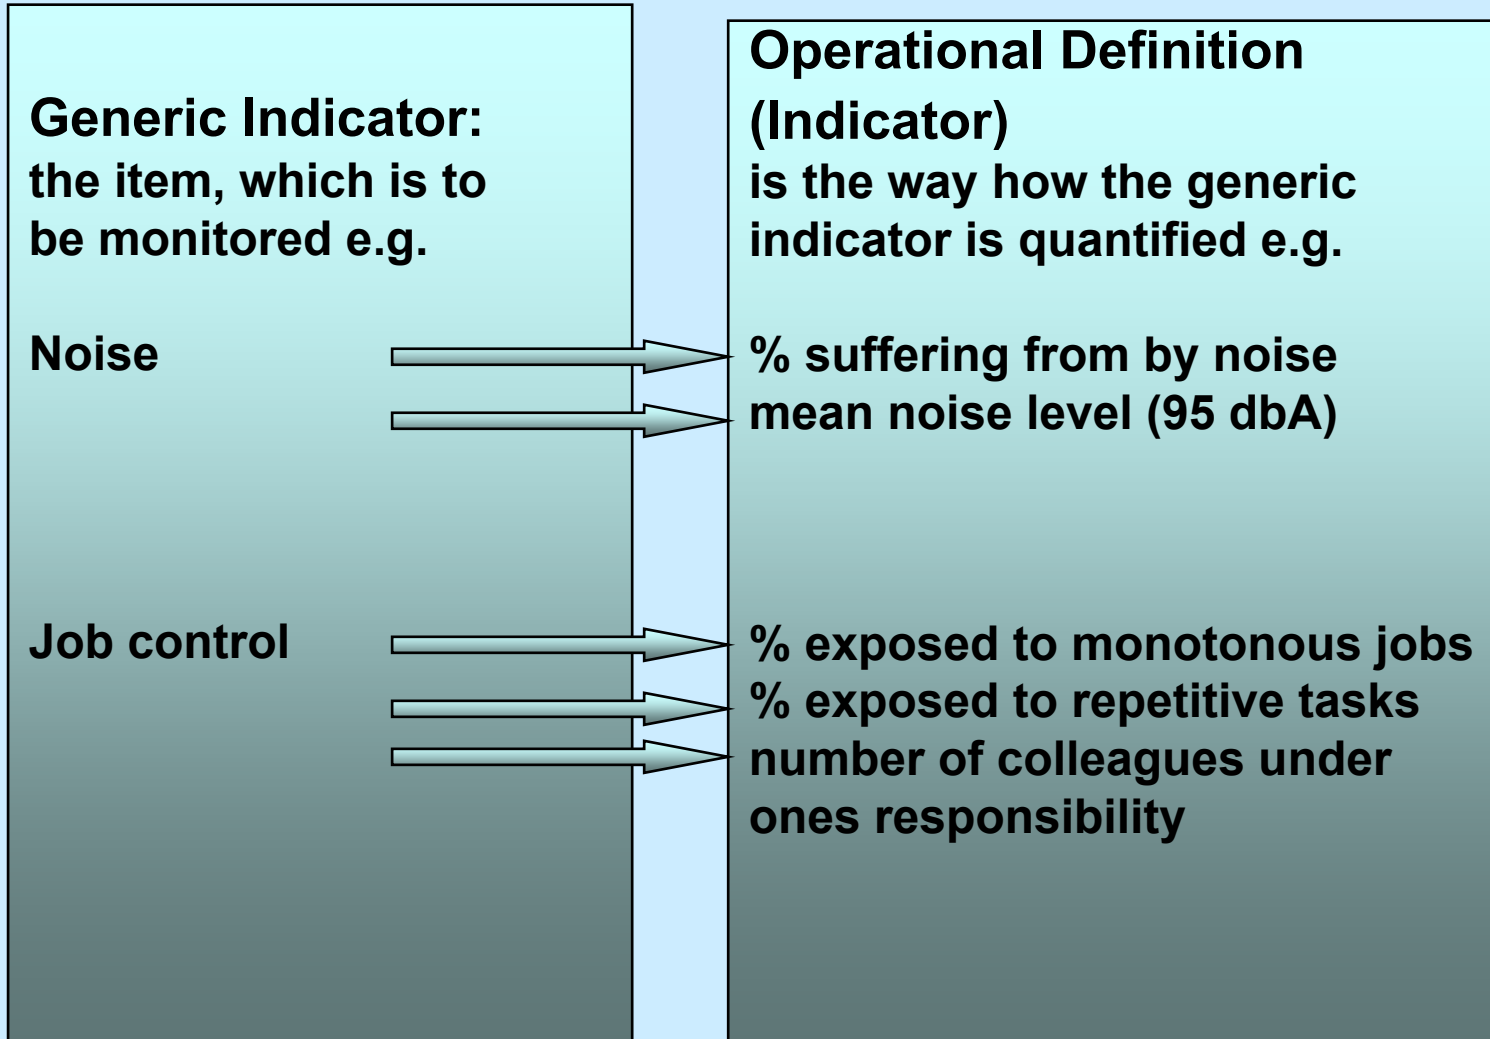 Generic Indicator:
the item, which is to
be monitored e.g.
Noise
Job control
Operational Definition
(Indicator)
is the way how the generic
indicator is quantified e.g.
% suffering from by noise
mean noise level (95 dbA)
% exposed to monotonous jobs
% exposed to repetitive tasks
number of colleagues under
ones responsibility